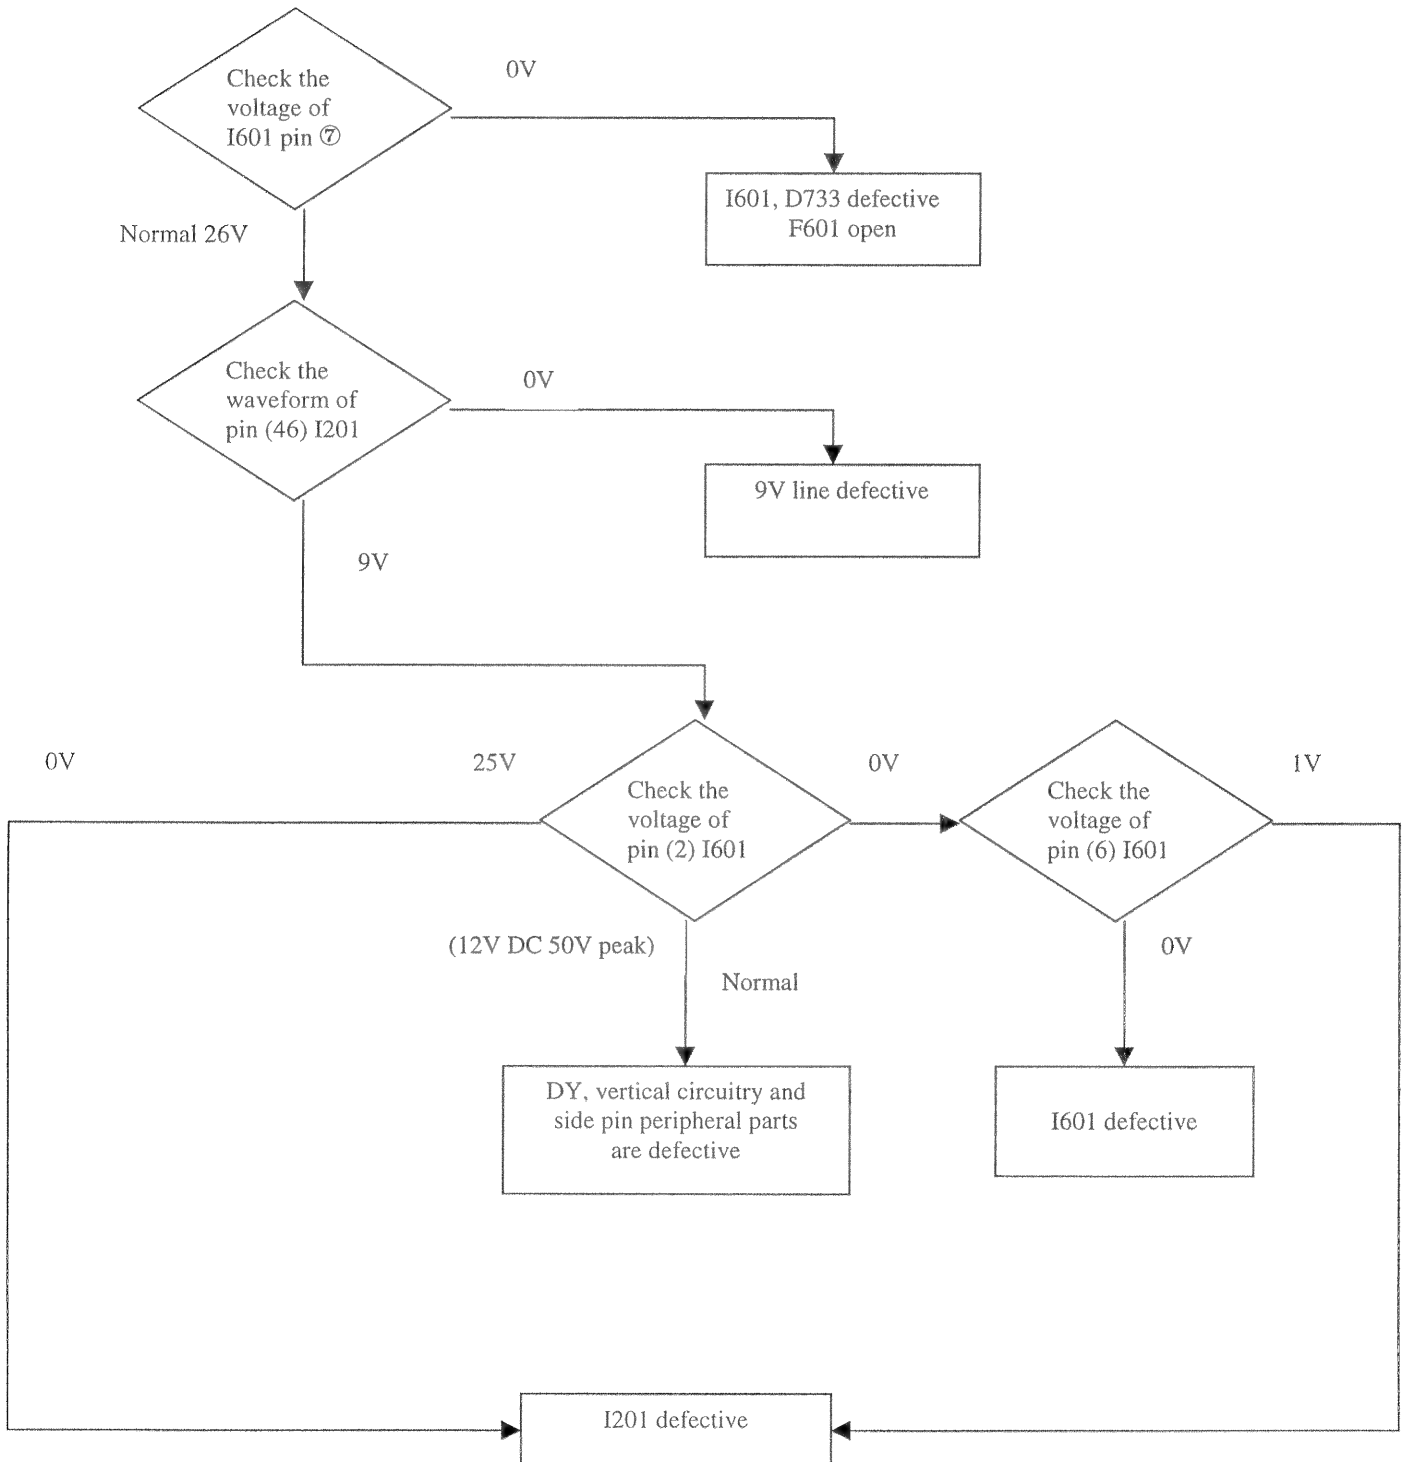 Check the
voltage of
I601 pin ⑦
0V
I601, D733 defective
F601 open
Normal 26V
Check the
waveform of
pin (46) I201
0V
9V line defective
9V
0V
25V
Check the
voltage of
pin (2) I601
0V
Check the
voltage of
pin (6) I601
1V
(12V DC 50V peak)
Normal
0V
DY, vertical circuitry and
side pin peripheral parts
are defective
I601 defective
I201 defective